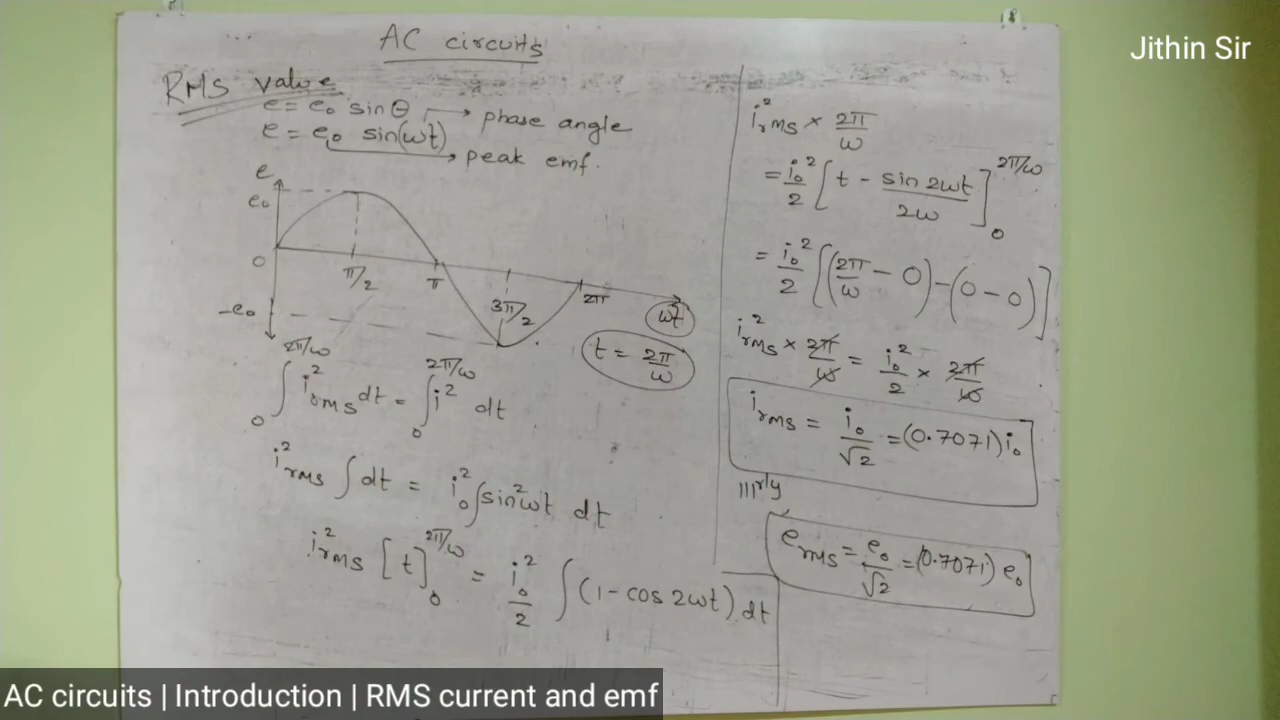 Jithin Sir
AC circuits
RMS value
e = e₀ sinθ → phase angle
e = e₀ sin(ωt)
→ peak emf.
e
e₀
0
π/2
π
3π/2
2π
ωt
-e₀
t = 2π/ω
∫₀^(2π/ω) i²rms dt = ∫₀^(2π/ω) i² dt
i²rms ∫ dt = i₀² ∫ sin²ωt dt
i²rms [t]₀^(2π/ω) = i₀²/2 ∫ (1 - cos 2ωt) dt
i²rms × 2π/ω
= i₀²/2 [t - sin 2ωt/2ω]₀^(2π/ω)
= i₀²/2 [(2π/ω - 0) - (0 - 0)]
i²rms × 2π/ω = i₀²/2 × 2π/ω
irms = i₀/√2 = (0.7071) i₀
|||rly
erms = e₀/√2 = (0.7071) e₀
AC circuits | Introduction | RMS current and emf